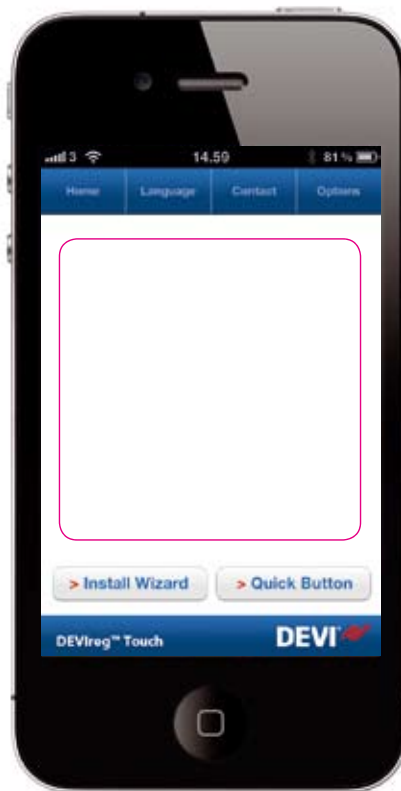 3 14.59 81%
Home Language Contact Options
> Install Wizard > Quick Button
DEVIreg™ Touch DEVI®